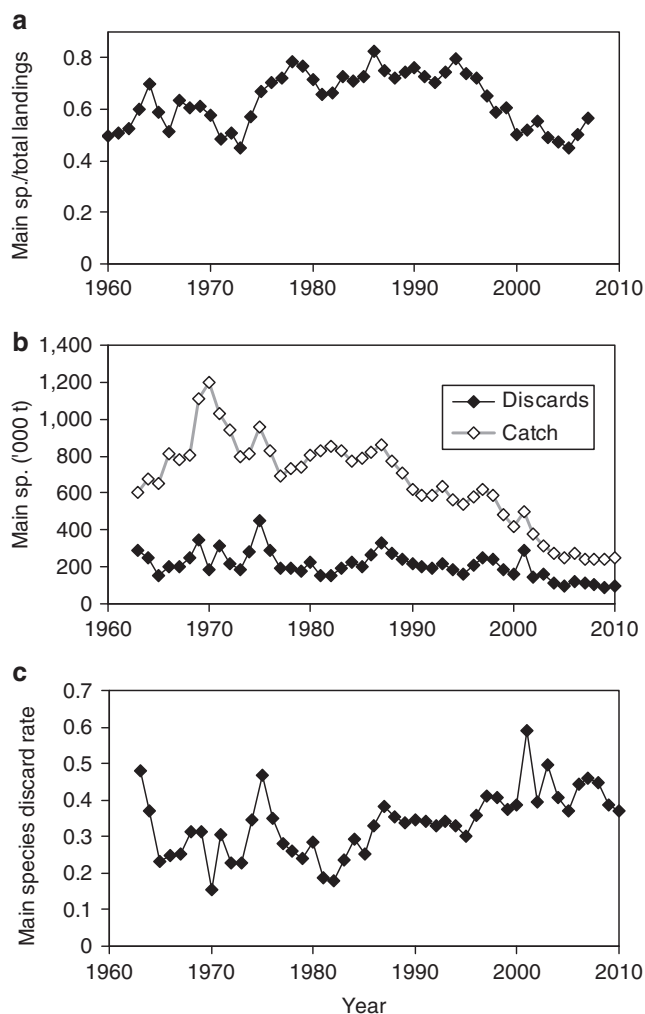 a
Main sp./total landings
0.8
0.6
0.4
0.2
0
1960 1970 1980 1990 2000 2010
b
Main sp. ('000 t)
1,400
1,200
1,000
800
600
400
200
0
Discards
Catch
1960 1970 1980 1990 2000 2010
c
Main species discard rate
0.7
0.6
0.5
0.4
0.3
0.2
0.1
0
1960 1970 1980 1990 2000 2010
Year